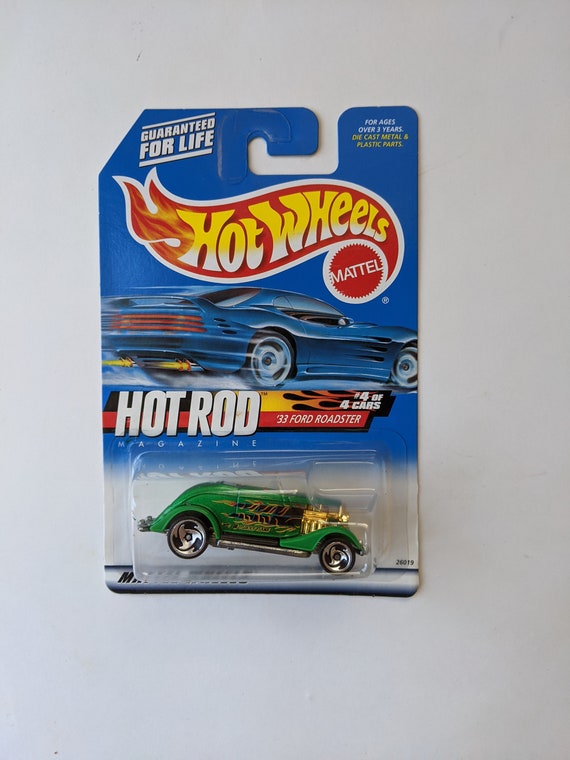 GUARANTEED
FOR LIFE
FOR AGES
OVER 3 YEARS.
DIE CAST METAL &
PLASTIC PARTS.
HOT WHEELS
MATTEL
®
HOT ROD™
MAGAZINE
#4 OF
4 CARS
'33 FORD ROADSTER
26019